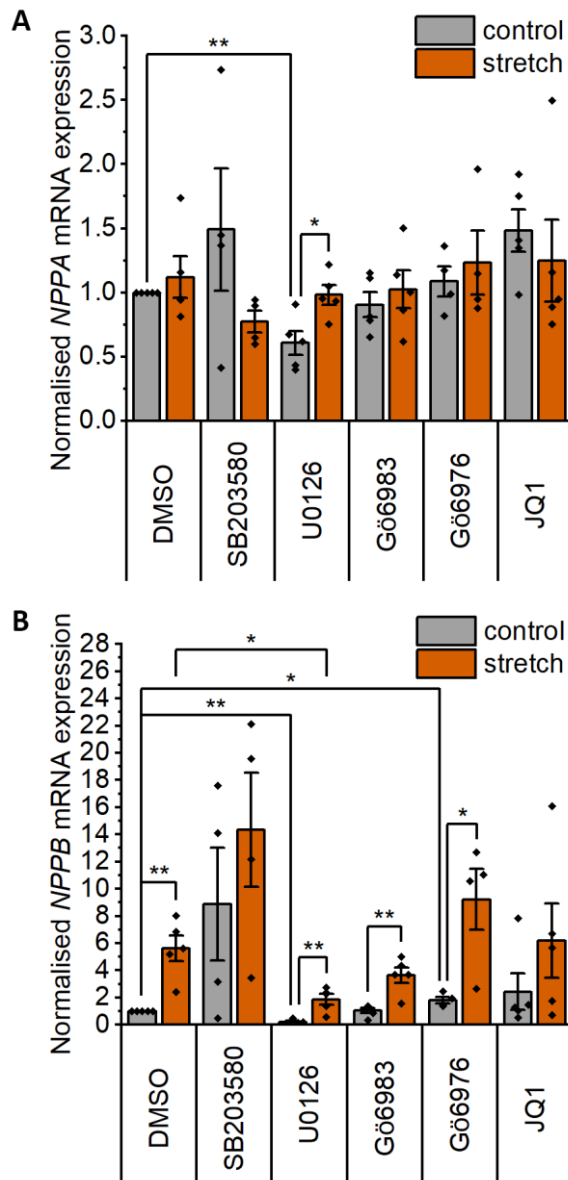 A
Normalised NPPA mRNA expression
3.0
2.5
2.0
1.5
1.0
0.5
0.0
**
*
control
stretch
DMSO
SB203580
U0126
Gö6983
Gö6976
JQ1
B
Normalised NPPB mRNA expression
28
26
24
22
20
18
16
14
12
10
8
6
4
2
0
control
stretch
*
*
**
**
**
**
*
DMSO
SB203580
U0126
Gö6983
Gö6976
JQ1